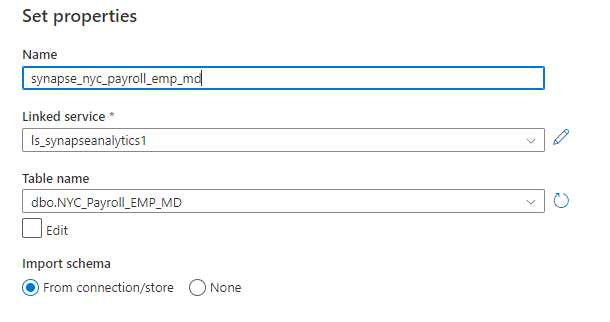 Set properties
Name
synapse_nyc_payroll_emp_md
Linked service *
ls_synapseanalytics1
Table name
dbo.NYC_Payroll_EMP_MD
Edit
Import schema
From connection/store None